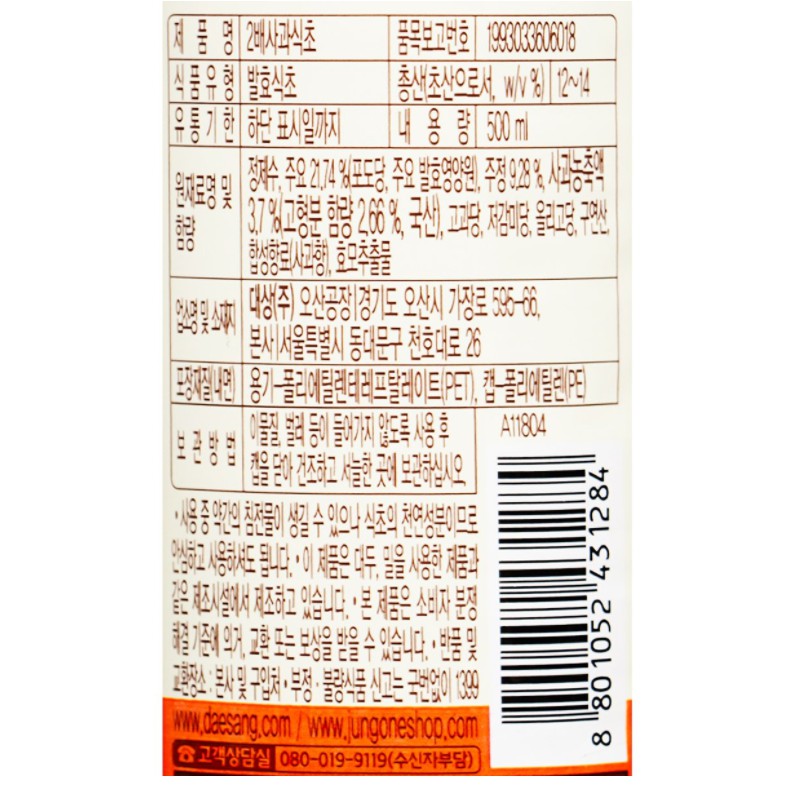 제 품 명 2배사과식초 품목보고번호 1993033606018
식 품 유 형 발효식초 총산(초산으로서, w/v %) 12~14
유 통 기 한 하단 표시일까지 내 용 량 500 ml
원재료명 및 함량
정제수, 주요 21.74 %(포도당, 주요 발효영양원), 주정 9.28 %, 사과농축액
3.7 %(고형분 함량 2.66 %, 국산), 고과당, 저감미당, 올리고당, 구연산,
합성향료(사과향), 효모추출물
업소명 및 소재지 대상(주) 오산공장|경기도 오산시 가장로 595-66,
본사|서울특별시 동대문구 천호대로 26
포장재질(내면) 용기-폴리에틸렌테레프탈레이트(PET), 캡-폴리에틸렌(PE)
보 관 방 법 이물질, 벌레 등이 들어가지 않도록 사용 후
캡을 닫아 건조하고 서늘한 곳에 보관하십시오.
A11804
• 사용 중 약간의 침전물이 생길 수 있으나 식초의 천연성분이므로
안심하고 사용하셔도 됩니다. • 이 제품은 대두, 밀을 사용한 제품과
같은 제조시설에서 제조하고 있습니다. • 본 제품은 소비자 분쟁
해결 기준에 의거, 교환 또는 보상을 받을 수 있습니다. • 반품 및
교환장소 : 본사 및 구입처 • 부정 · 불량식품 신고는 국번없이 1399
8 801052 431284
www.daesang.com / www.jungoneshop.com
☎고객상담실 080-019-9119(수신자부담)